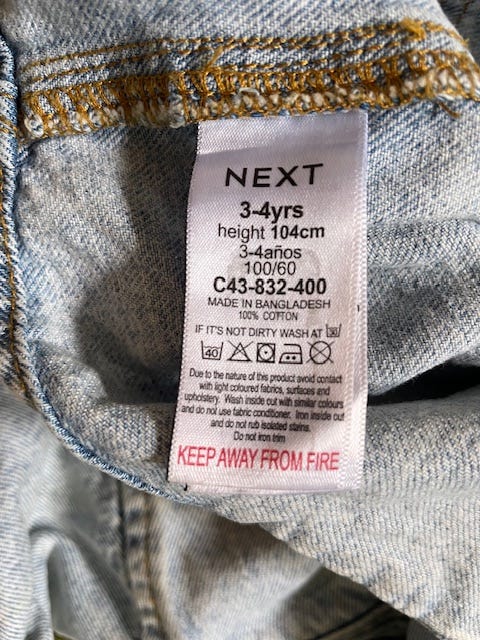 NEXT
3-4yrs
height 104cm
3-4años
100/60
C43-832-400
MADE IN BANGLADESH
100% COTTON
IF IT'S NOT DIRTY WASH AT 30
40
Due to the nature of this product avoid contact
with light coloured fabrics, surfaces and
upholstery. Wash inside out with similar colours
and do not use fabric conditioner. Iron inside out
and do not rub isolated stains.
Do not iron trim
KEEP AWAY FROM FIRE